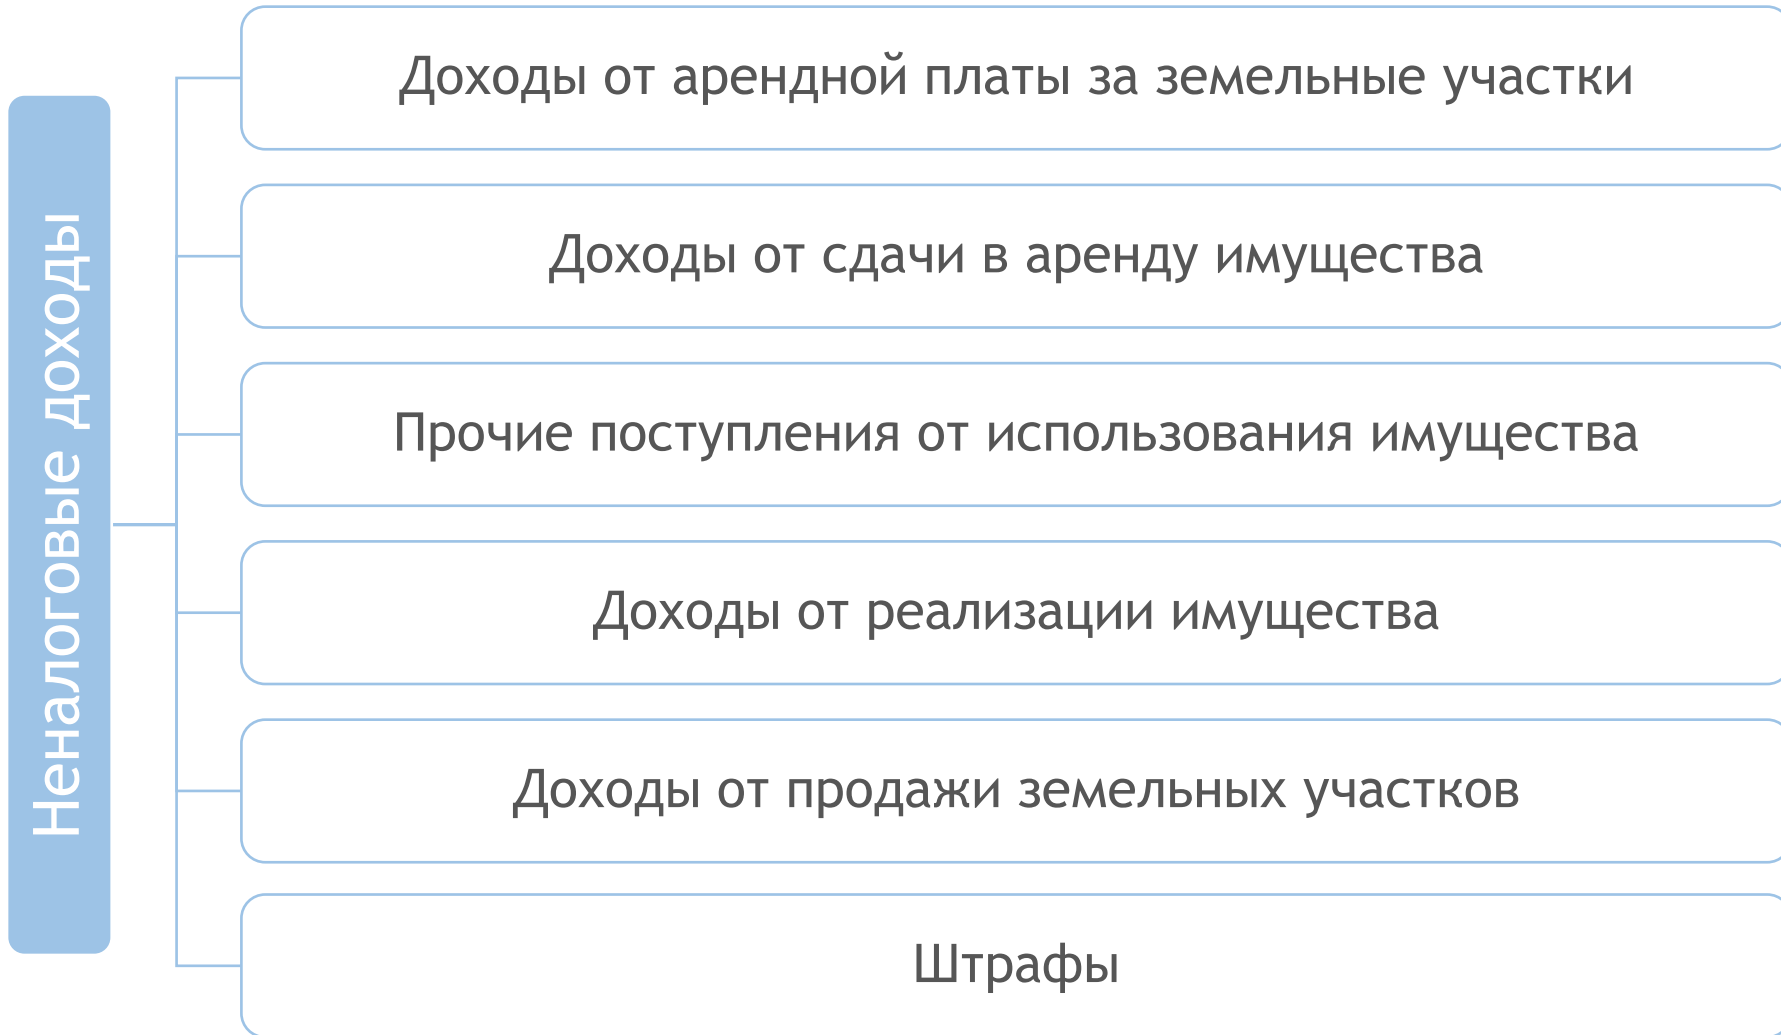 Неналоговые доходы
Доходы от арендной платы за земельные участки
Доходы от сдачи в аренду имущества
Прочие поступления от использования имущества
Доходы от реализации имущества
Доходы от продажи земельных участков
Штрафы